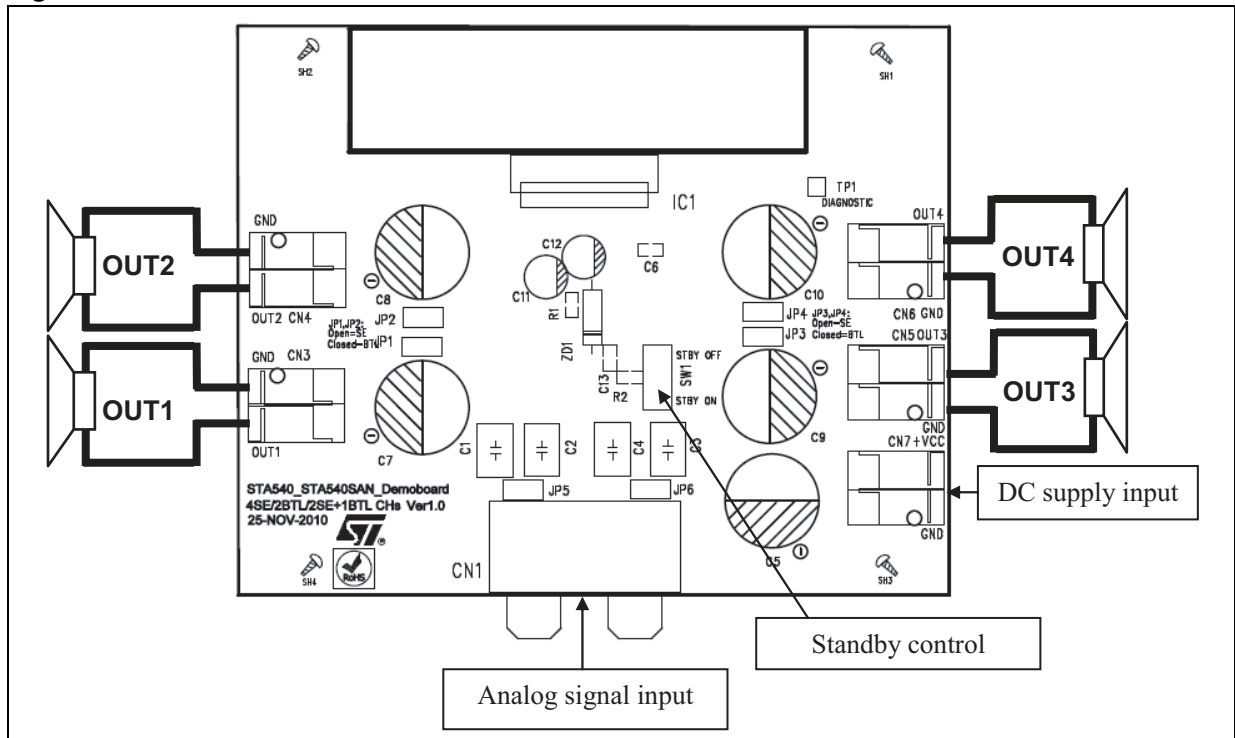 SH2
SH1
TP1
DIAGNOSTIC
IC1
GND
OUT4
C12
C6
C11
OUT2
OUT4
C8
C10
R1
OUT2 CN4
JP2
JP4
CN6 GND
JP1,JP2:
Open=SE
Closed=BTL
JP3,JP4:
Open=SE
Closed=BTL
GND CN3
JP1
JP3
CN5 OUT3
ZD1
STBY OFF
C13
SW1
R2
STBY ON
OUT1
OUT3
GND
OUT1
C7
C1
C2
C4
C3
C9
CN7 +VCC
STA540_STA540SAN_Demoboard
4SE/2BTL/2SE+1BTL CHs Ver1.0
25-NOV-2010
JP5
JP6
DC supply input
GND
ST
C5
SH4
RoHS
CN1
SH3
Standby control
Analog signal input